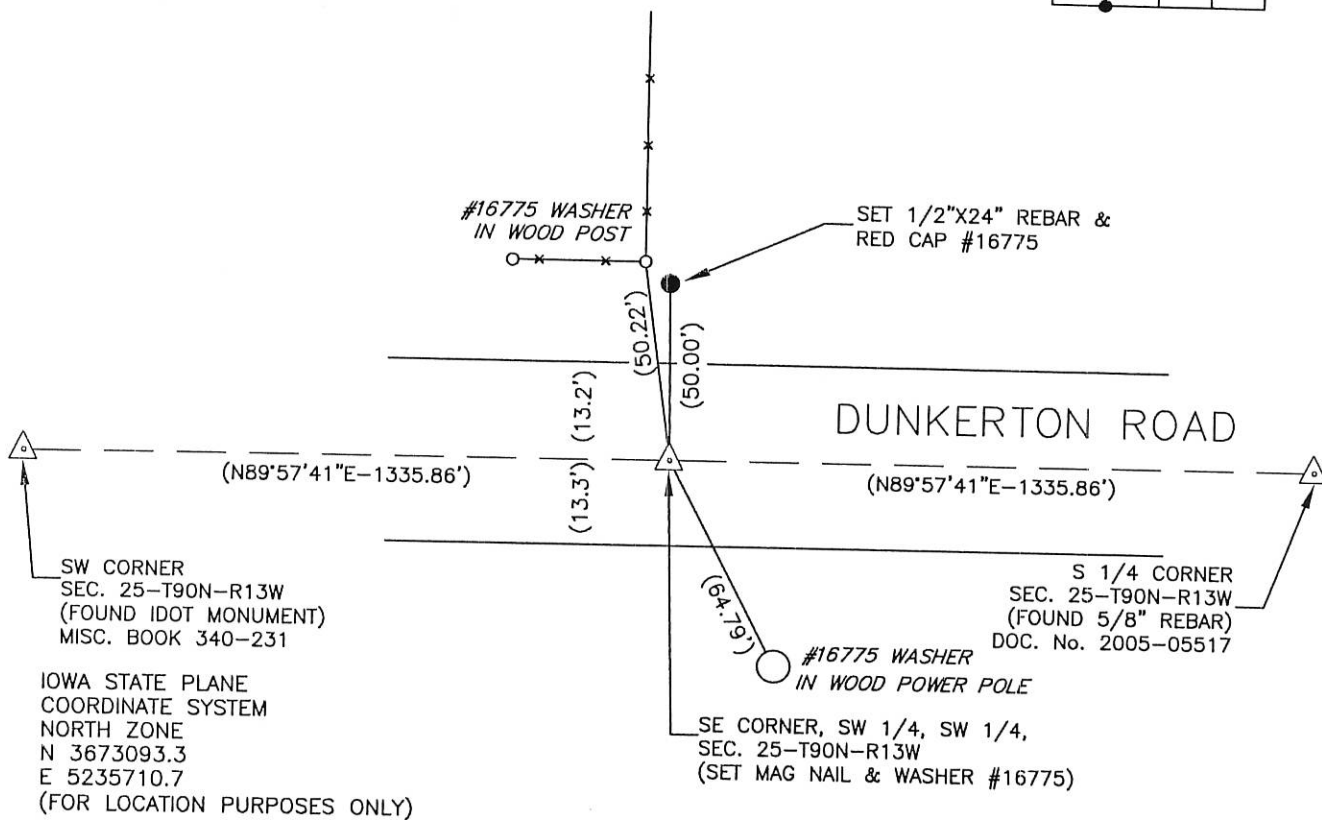 #16775 WASHER
IN WOOD POST
SET 1/2"X24" REBAR &
RED CAP #16775
(50.22')
(50.00')
(13.2')
(13.3')
DUNKERTON ROAD
(N89°57'41"E-1335.86')
(N89°57'41"E-1335.86')
SW CORNER
SEC. 25-T90N-R13W
(FOUND IDOT MONUMENT)
MISC. BOOK 340-231
S 1/4 CORNER
SEC. 25-T90N-R13W
(FOUND 5/8" REBAR)
DOC. No. 2005-05517
(64.79')
#16775 WASHER
IN WOOD POWER POLE
IOWA STATE PLANE
COORDINATE SYSTEM
NORTH ZONE
N 3673093.3
E 5235710.7
(FOR LOCATION PURPOSES ONLY)
SE CORNER, SW 1/4, SW 1/4,
SEC. 25-T90N-R13W
(SET MAG NAIL & WASHER #16775)